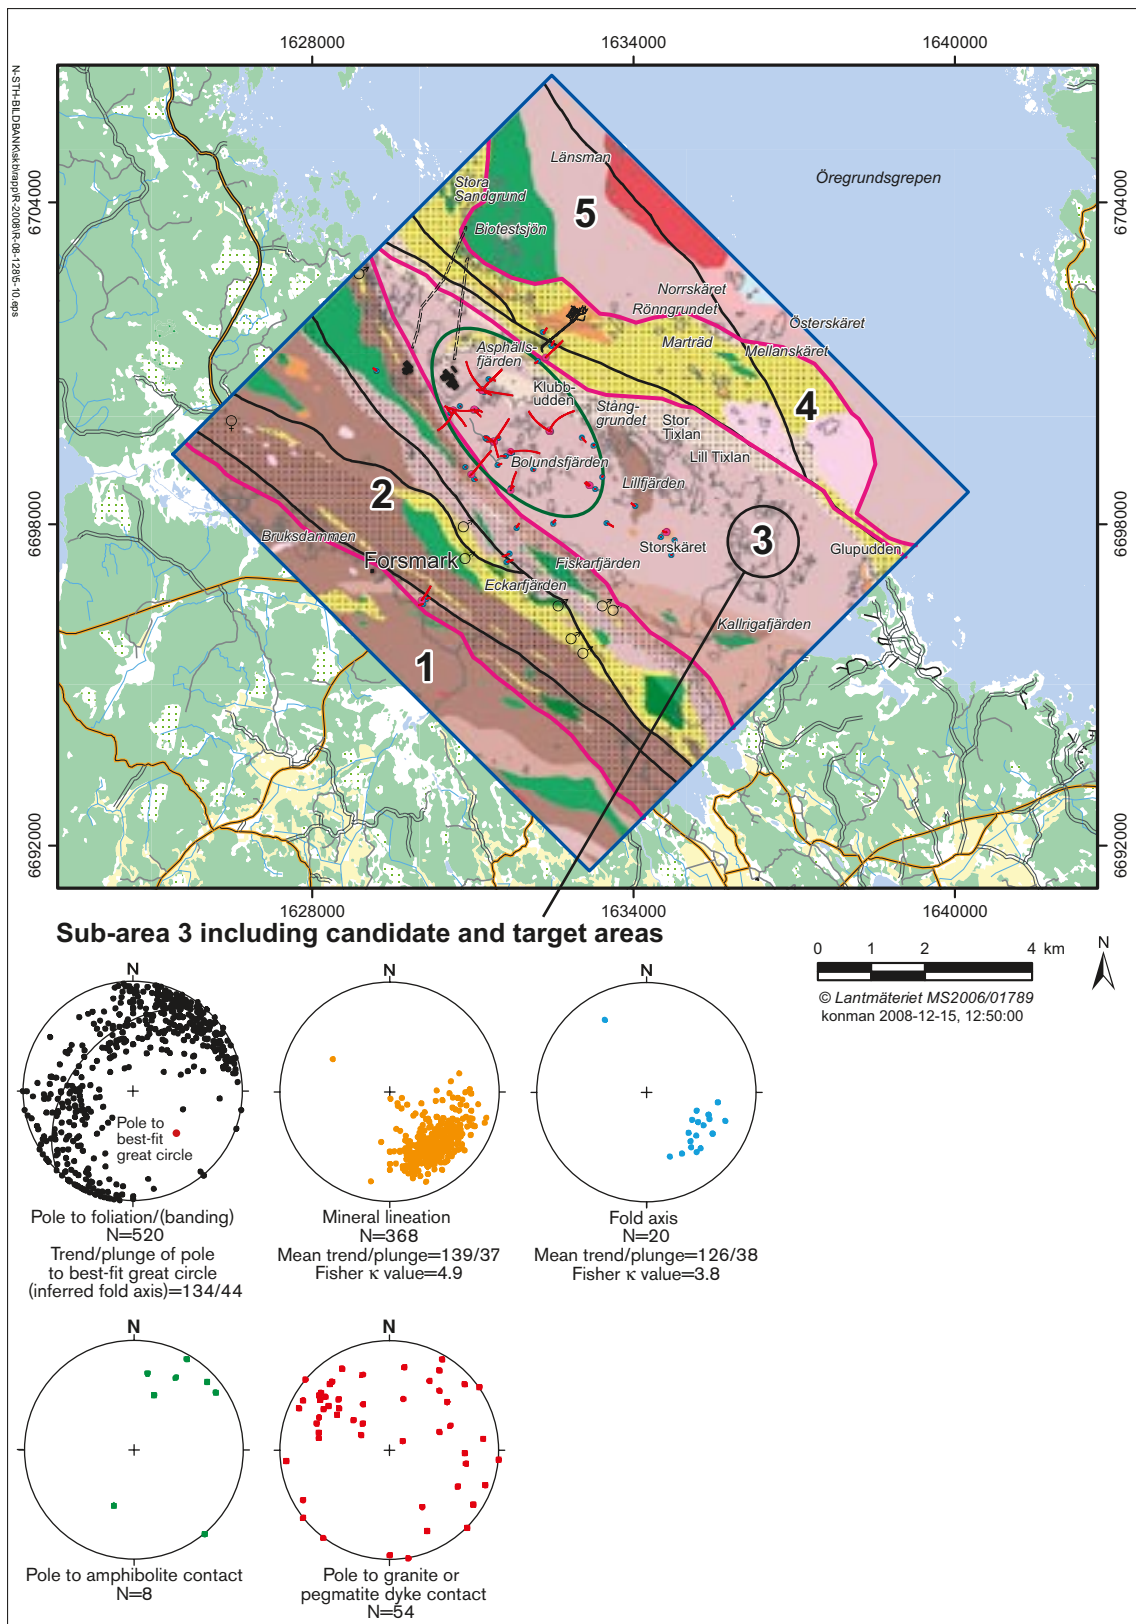 1628000
1634000
1640000
N-STH-BILDBANK\skb\rapp\R-2008\R-08-128\5-10.eps
6704000
6704000
Länsman
Öregrundsgrepen
Stora
Sandgrund
5
Biotestsjön
Norrskäret
Rönngrundet
Österskäret
Marträd
Mellanskäret
Asphälls-
fjärden
Klubb-
udden
Stång-
grundet
4
Stor
Tixlan
Lill Tixlan
Bolundsfjärden
Lillfjärden
2
6698000
6698000
Bruksdammen
Storskäret
3
Glupudden
Forsmark
Fiskarfjärden
Eckarfjärden
Kallrigafjärden
1
6692000
6692000
1628000
1634000
1640000
Sub-area 3 including candidate and target areas
0 1 2 4 km
N
© Lantmäteriet MS2006/01789
konman 2008-12-15, 12:50:00
N
N
N
Pole to
best-fit
great circle
Pole to foliation/(banding)
N=520
Trend/plunge of pole
to best-fit great circle
(inferred fold axis)=134/44
Mineral lineation
N=368
Mean trend/plunge=139/37
Fisher κ value=4.9
Fold axis
N=20
Mean trend/plunge=126/38
Fisher κ value=3.8
N
N
Pole to amphibolite contact
N=8
Pole to granite or
pegmatite dyke contact
N=54